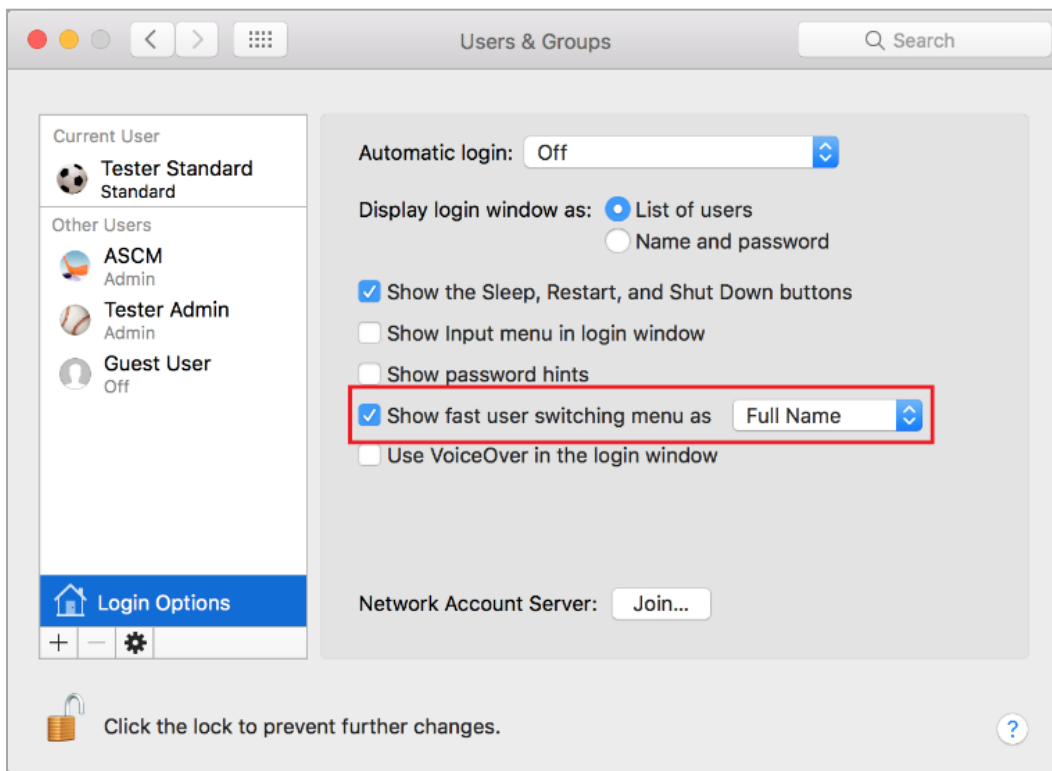 Users & Groups
Search
Current User
Tester Standard
Standard
Other Users
ASCM
Admin
Tester Admin
Admin
Guest User
Off
Login Options
Automatic login: Off
Display login window as: List of users
Name and password
Show the Sleep, Restart, and Shut Down buttons
Show Input menu in login window
Show password hints
Show fast user switching menu as Full Name
Use VoiceOver in the login window
Network Account Server: Join...
Click the lock to prevent further changes.
?